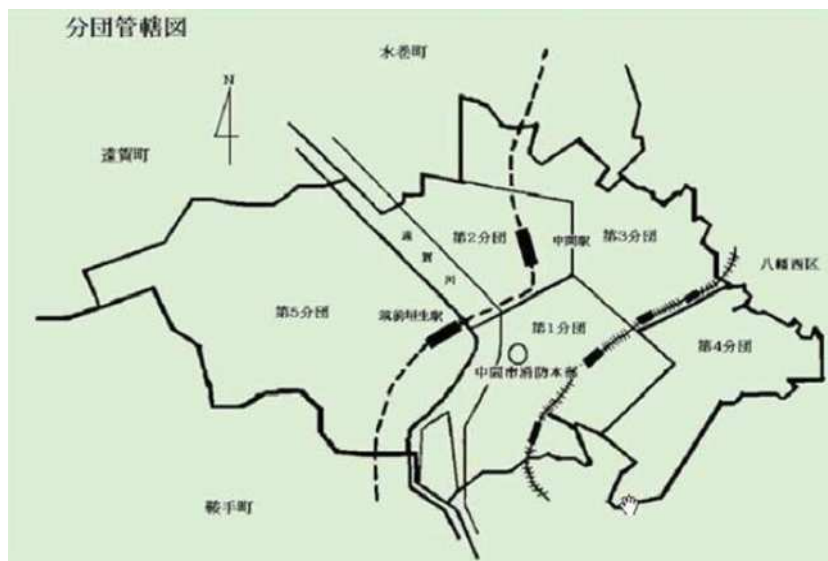 分団管轄図
水巻町
N
遠賀町
遠賀川
第2分団
中間駅
第3分団
八幡西区
第5分団
筑前垣生駅
第1分団
第4分団
中間市消防本部
鞍手町